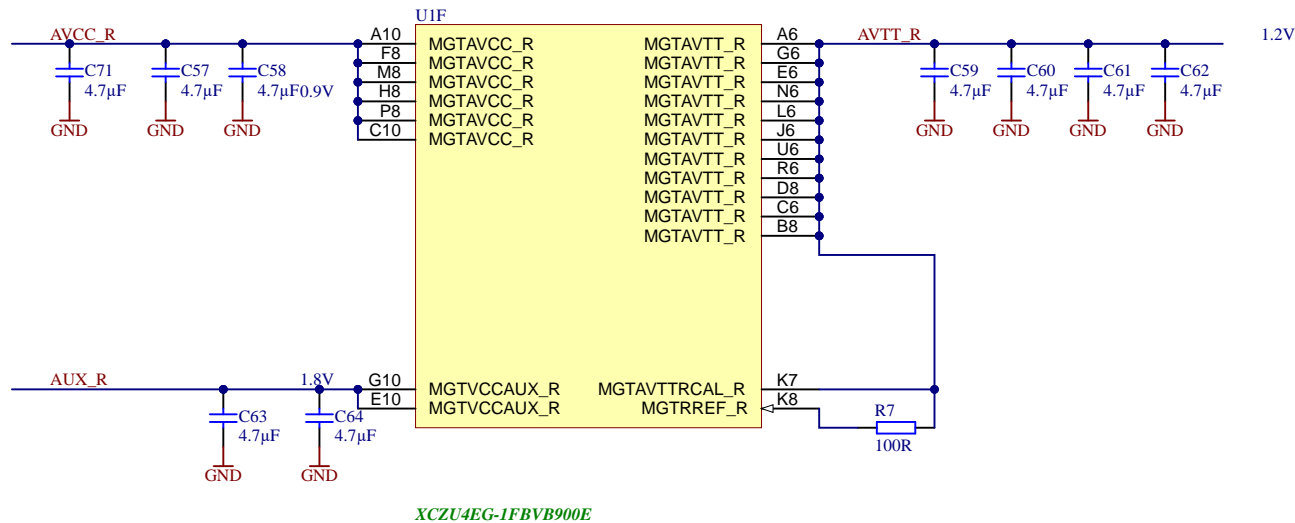 U1F
AVCC_R
A10
MGTAVCC_R
MGTAVTT_R
A6
AVTT_R
1.2V
F8
MGTAVCC_R
MGTAVTT_R
G6
M8
MGTAVCC_R
MGTAVTT_R
E6
H8
MGTAVCC_R
MGTAVTT_R
N6
P8
MGTAVCC_R
MGTAVTT_R
L6
C10
MGTAVCC_R
MGTAVTT_R
J6
MGTAVTT_R
U6
MGTAVTT_R
R6
MGTAVTT_R
D8
MGTAVTT_R
C6
MGTAVTT_R
B8
C71
4.7µF
GND
C57
4.7µF
GND
C58
4.7µF
0.9V
GND
C59
4.7µF
GND
C60
4.7µF
GND
C61
4.7µF
GND
C62
4.7µF
GND
AUX_R
1.8V
G10
MGTVCCAUX_R
MGTAVTTRCAL_R
K7
E10
MGTVCCAUX_R
MGTRREF_R
K8
C63
4.7µF
GND
C64
4.7µF
GND
R7
100R
XCZU4EG-1FBVB900E